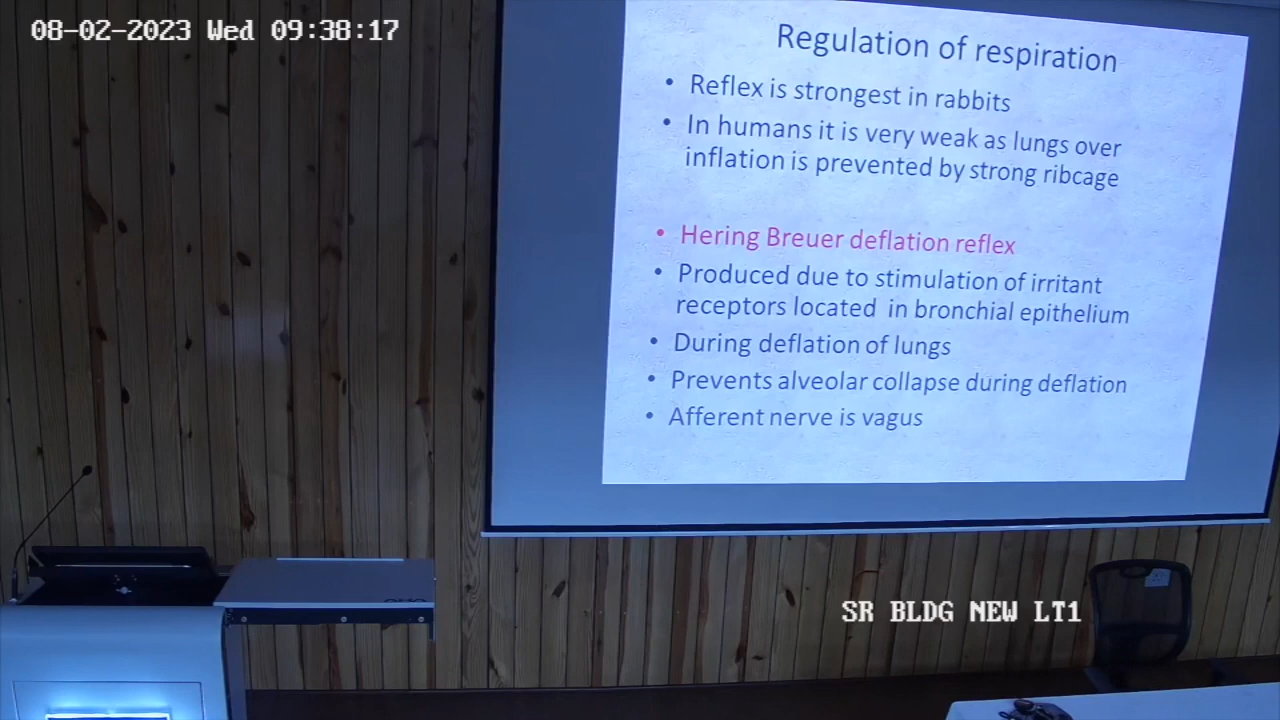 08-02-2023 Wed 09:38:17
Regulation of respiration
• Reflex is strongest in rabbits
• In humans it is very weak as lungs over
inflation is prevented by strong ribcage
• Hering Breuer deflation reflex
• Produced due to stimulation of irritant
receptors located in bronchial epithelium
• During deflation of lungs
• Prevents alveolar collapse during deflation
• Afferent nerve is vagus
SR BLDG NEW LT1